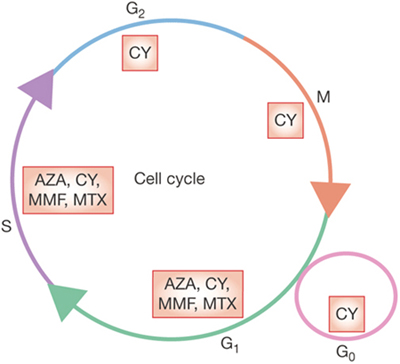 G₂
CY
M
CY
AZA, CY,
MMF, MTX
Cell cycle
S
AZA, CY,
MMF, MTX
CY
G₁
G₀